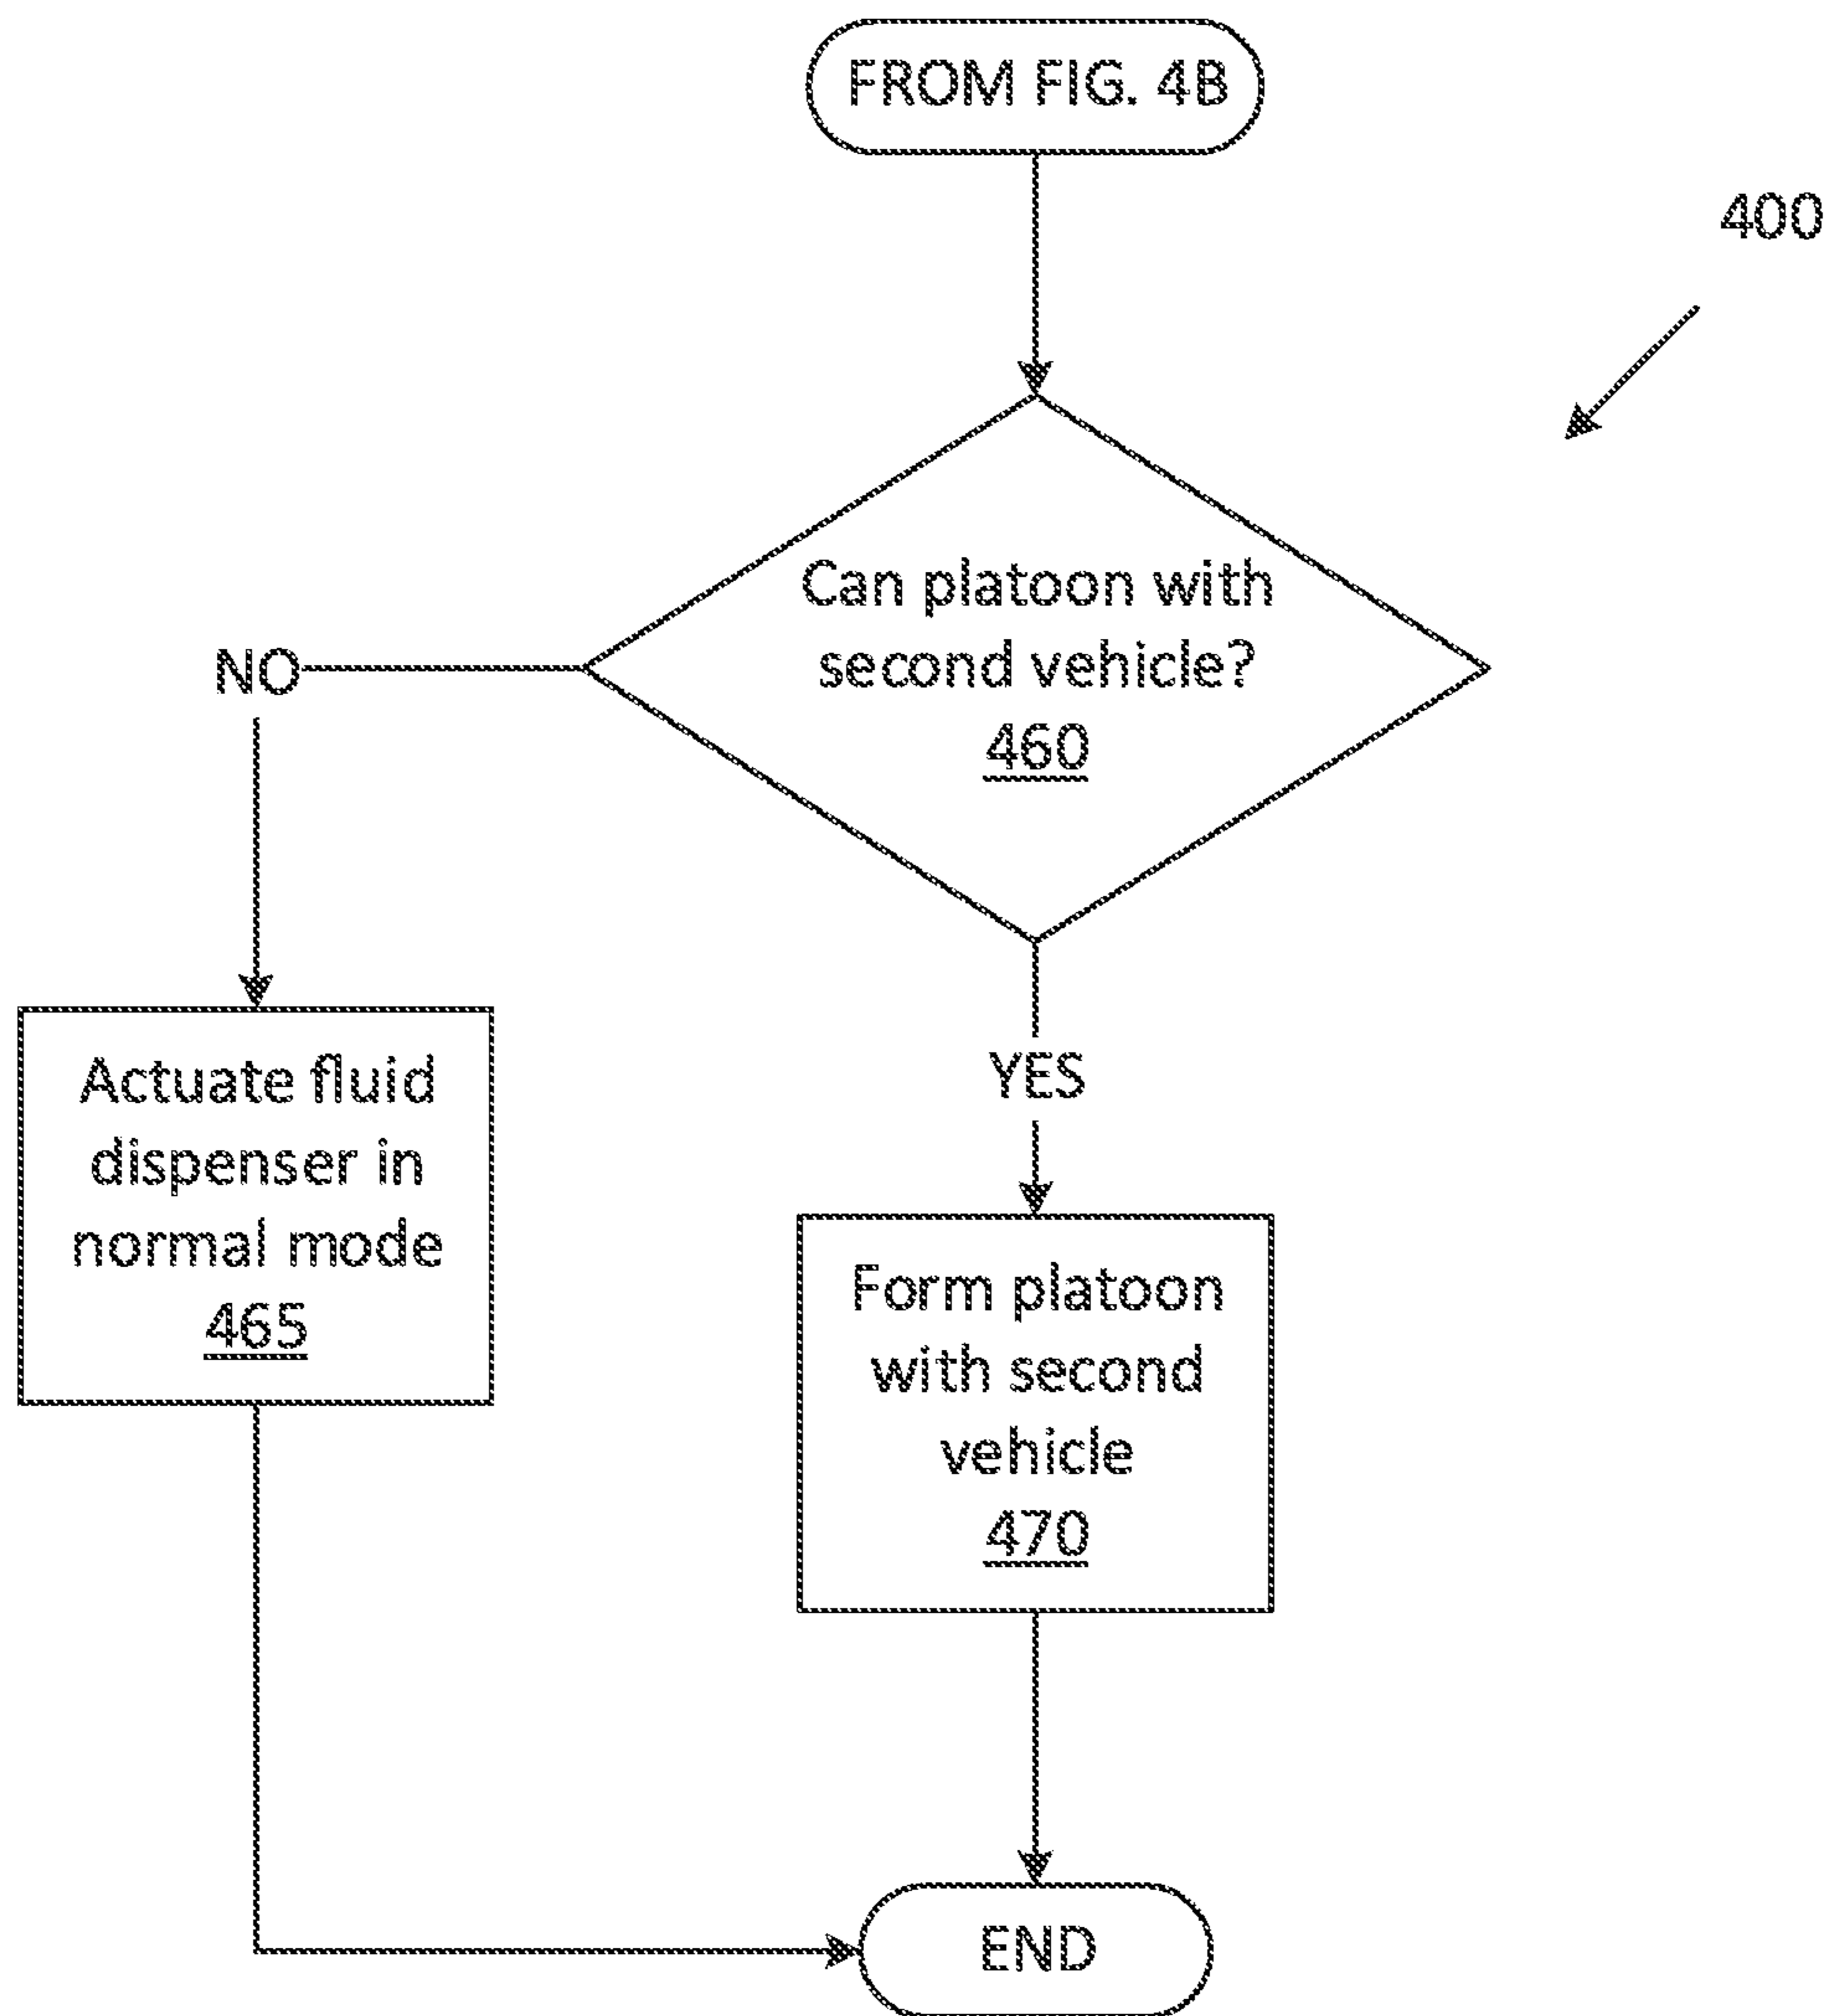 FROM FIG. 4B
400
Can platoon with
second vehicle?
460
NO
YES
Actuate fluid
dispenser in
normal mode
465
Form platoon
with second
vehicle
470
END